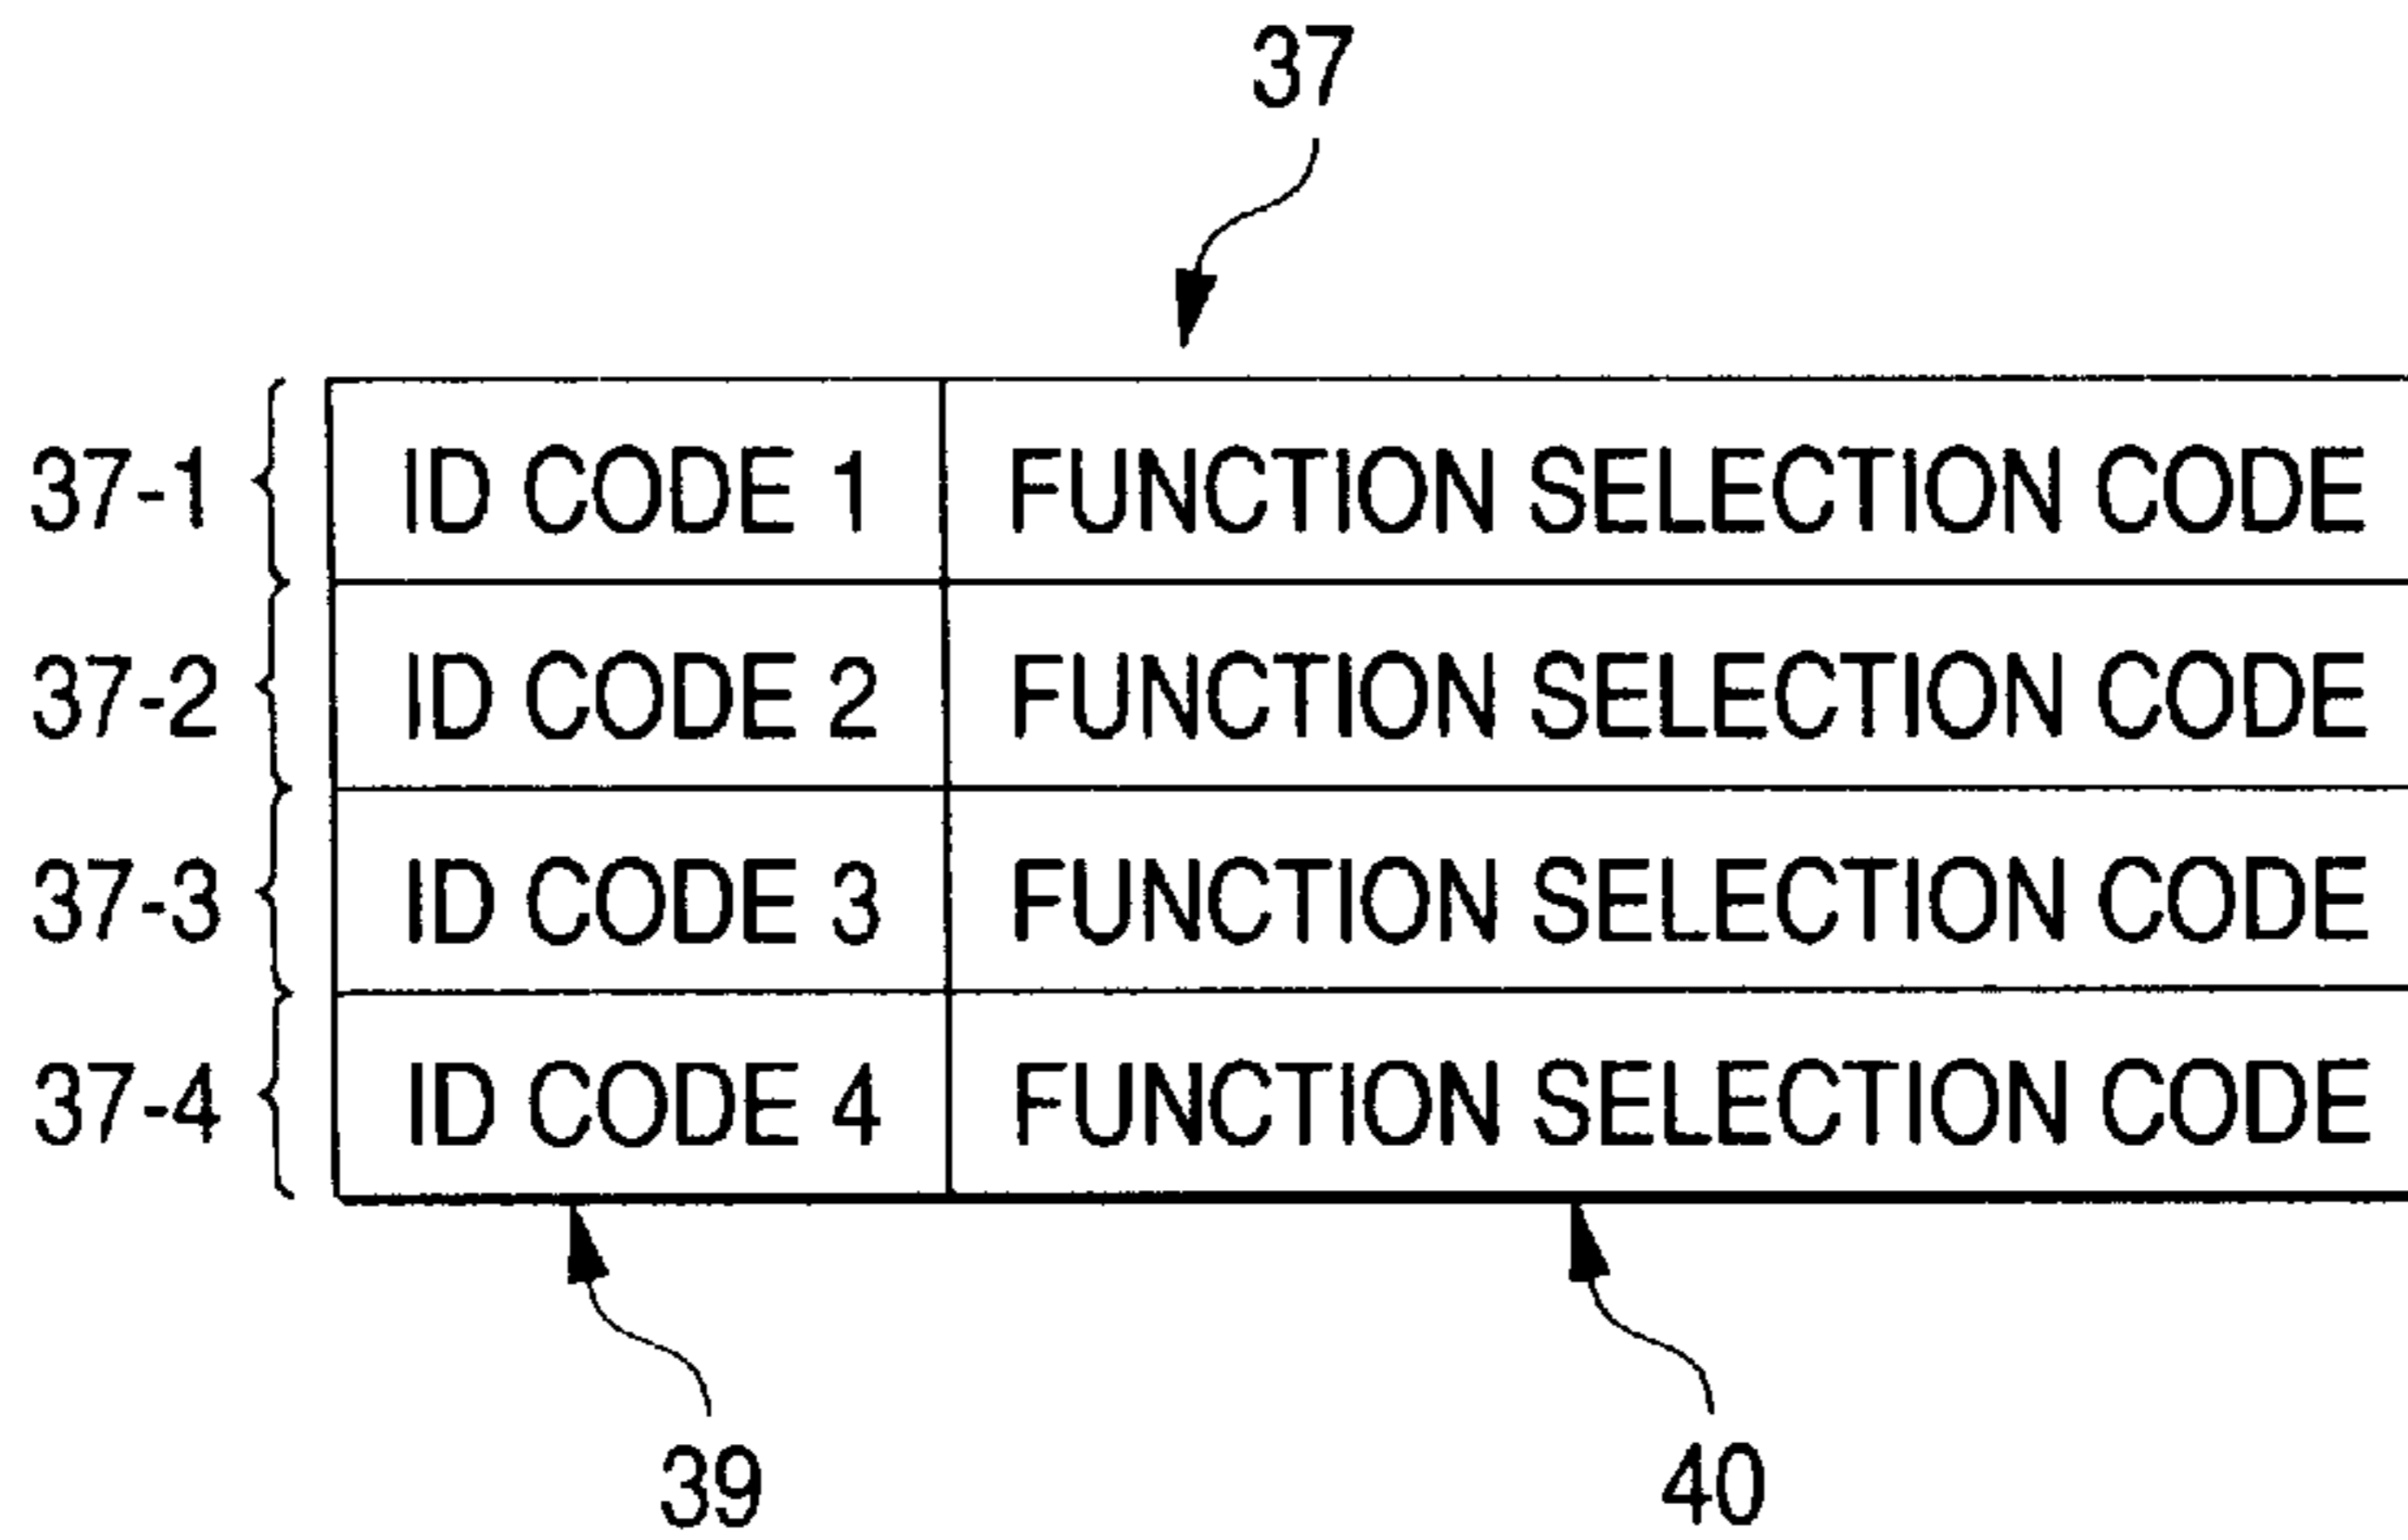 37
37-1 ID CODE 1 FUNCTION SELECTION CODE
37-2 ID CODE 2 FUNCTION SELECTION CODE
37-3 ID CODE 3 FUNCTION SELECTION CODE
37-4 ID CODE 4 FUNCTION SELECTION CODE
39 40